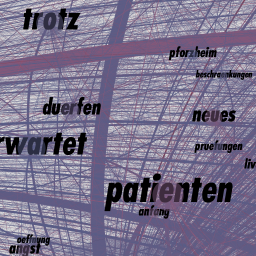 trotz
pforzheim
beschraenkungen
duerfen
neues
rwartet
pruefungen
liv
patienten
anfang
oeffnung
angst